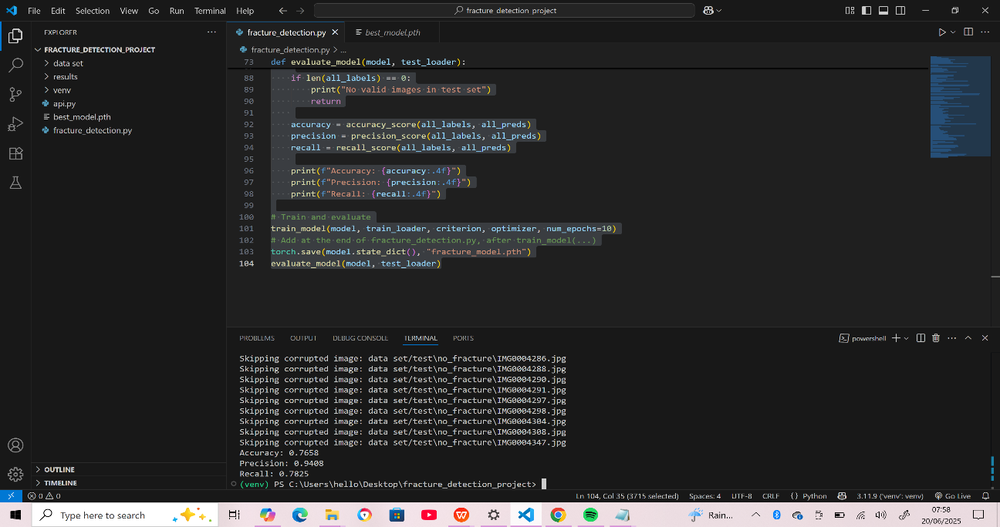 File Edit Selection View Go Run Terminal Help
fracture_detection_project
EXPLORER
FRACTURE_DETECTION_PROJECT
data set
results
venv
api.py
best_model.pth
fracture_detection.py
OUTLINE
TIMELINE
fracture_detection.py best_model.pth
fracture_detection.py > ...
73 def evaluate_model(model, test_loader):
88 if len(all_labels) == 0:
89 print("No valid images in test set")
90 return
91
92 accuracy = accuracy_score(all_labels, all_preds)
93 precision = precision_score(all_labels, all_preds)
94 recall = recall_score(all_labels, all_preds)
95
96 print(f"Accuracy: {accuracy:.4f}")
97 print(f"Precision: {precision:.4f}")
98 print(f"Recall: {recall:.4f}")
99
100 # Train and evaluate
101 train_model(model, train_loader, criterion, optimizer, num_epochs=10)
102 # Add at the end of fracture_detection.py, after train_model(...)
103 torch.save(model.state_dict(), "fracture_model.pth")
104 evaluate_model(model, test_loader)
PROBLEMS OUTPUT DEBUG CONSOLE TERMINAL PORTS
powershell
Skipping corrupted image: data set/test\no_fracture\IMG0004286.jpg
Skipping corrupted image: data set/test\no_fracture\IMG0004288.jpg
Skipping corrupted image: data set/test\no_fracture\IMG0004290.jpg
Skipping corrupted image: data set/test\no_fracture\IMG0004291.jpg
Skipping corrupted image: data set/test\no_fracture\IMG0004297.jpg
Skipping corrupted image: data set/test\no_fracture\IMG0004298.jpg
Skipping corrupted image: data set/test\no_fracture\IMG0004304.jpg
Skipping corrupted image: data set/test\no_fracture\IMG0004308.jpg
Skipping corrupted image: data set/test\no_fracture\IMG0004347.jpg
Accuracy: 0.7658
Precision: 0.9408
Recall: 0.7825
(venv) PS C:\Users\hello\Desktop\fracture_detection_project>
0 0 Ln 104, Col 35 (3715 selected) Spaces: 4 UTF-8 CRLF {} Python 3.11.9 ('venv': venv) Go Live
Type here to search
Rain...
07:58
20/06/2025